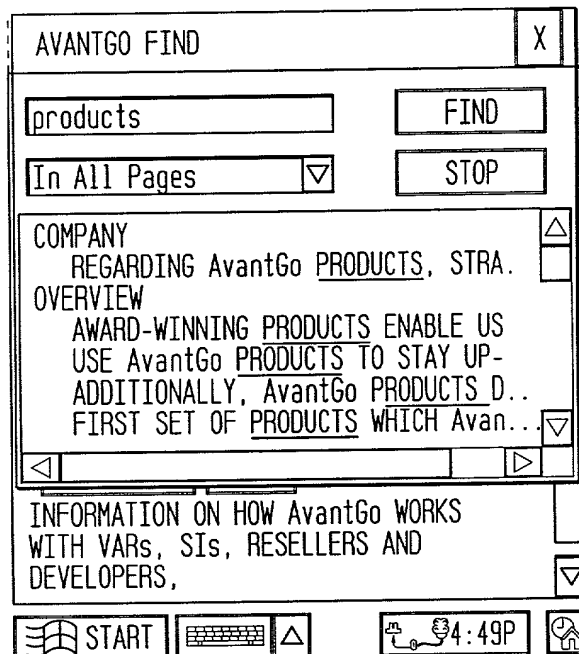 AVANTGO FIND X
products FIND
In All Pages STOP
COMPANY
REGARDING AvantGo PRODUCTS, STRA.
OVERVIEW
AWARD-WINNING PRODUCTS ENABLE US
USE AvantGo PRODUCTS TO STAY UP-
ADDITIONALLY, AvantGo PRODUCTS D..
FIRST SET OF PRODUCTS WHICH Avan...
INFORMATION ON HOW AvantGo WORKS
WITH VARs, SIs, RESELLERS AND
DEVELOPERS,
START 4:49P